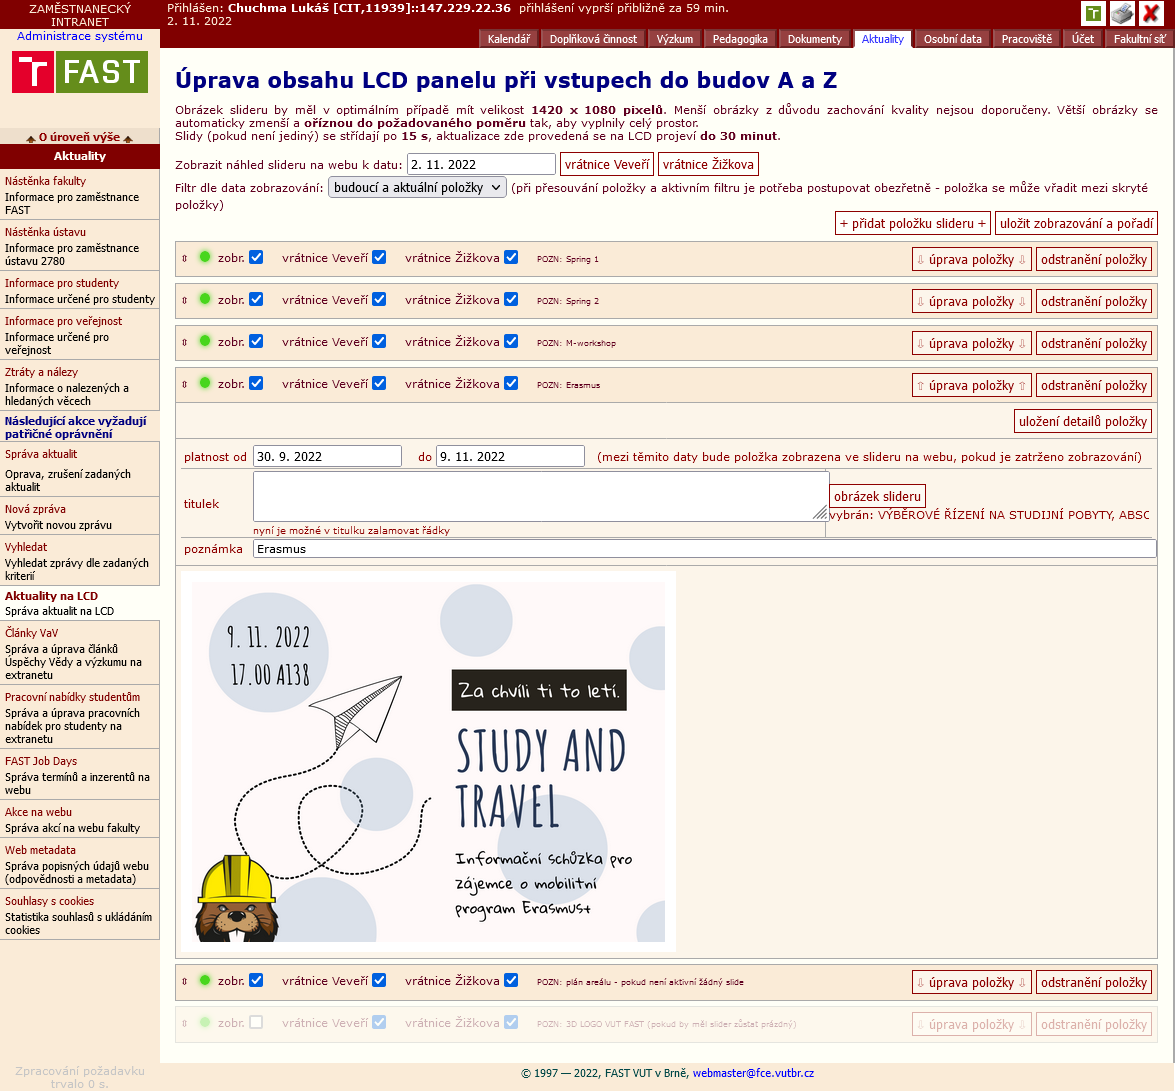 ZAMĚSTNANECKÝ
INTRANET
Administrace systému
FAST
O úroveň výše
Aktuality
Nástěnka fakulty
Informace pro zaměstnance
FAST
Nástěnka ústavu
Informace pro zaměstnance
ústavu 2780
Informace pro studenty
Informace určené pro studenty
Informace pro veřejnost
Informace určené pro
veřejnost
Ztráty a nálezy
Informace o nalezených a
hledaných věcech
Následující akce vyžadují
patřičné oprávnění
Správa aktualit
Oprava, zrušení zadaných
aktualit
Nová zpráva
Vytvořit novou zprávu
Vyhledat
Vyhledat zprávy dle zadaných
kriterií
Aktuality na LCD
Správa aktualit na LCD
Články VaV
Správa a úprava článků
Úspěchy Vědy a výzkumu na
extranetu
Pracovní nabídky studentům
Správa a úprava pracovních
nabídek pro studenty na
extranetu
FAST Job Days
Správa termínů a inzerentů na
webu
Akce na webu
Správa akcí na webu fakulty
Web metadata
Správa popisných údajů webu
(odpovědnosti a metadata)
Souhlasy s cookies
Statistika souhlasů s ukládáním
cookies
Zpracování požadavku
trvalo 0 s.
Přihlášen: Chuchma Lukáš [CIT,11939]::147.229.22.36 přihlášení vyprší přibližně za 59 min.
2. 11. 2022
Kalendář Doplňková činnost Výzkum Pedagogika Dokumenty Aktuality Osobní data Pracoviště Účet Fakultní síť
Úprava obsahu LCD panelu při vstupech do budov A a Z
Obrázek slideru by měl v optimálním případě mít velikost 1420 x 1080 pixelů. Menší obrázky z důvodu zachování kvality nejsou doporučeny. Větší obrázky se
automaticky zmenší a oříznou do požadovaného poměru tak, aby vyplnily celý prostor.
Slidy (pokud není jediný) se střídají po 15 s, aktualizace zde provedená se na LCD projeví do 30 minut.
Zobrazit náhled slideru na webu k datu: 2. 11. 2022 vrátnice Veveří vrátnice Žižkova
Filtr dle data zobrazování: budoucí a aktuální položky (při přesouvání položky a aktivním filtru je potřeba postupovat obezřetně - položka se může vřadit mezi skryté
položky)
+ přidat položku slideru + uložit zobrazování a pořadí
⇕ zobr. vrátnice Veveří vrátnice Žižkova POZN: Spring 1 ⇩ úprava položky ⇩ odstranění položky
⇕ zobr. vrátnice Veveří vrátnice Žižkova POZN: Spring 2 ⇩ úprava položky ⇩ odstranění položky
⇕ zobr. vrátnice Veveří vrátnice Žižkova POZN: M-workshop ⇩ úprava položky ⇩ odstranění položky
⇕ zobr. vrátnice Veveří vrátnice Žižkova POZN: Erasmus ⇧ úprava položky ⇧ odstranění položky
uložení detailů položky
platnost od 30. 9. 2022 do 9. 11. 2022 (mezi těmito daty bude položka zobrazena ve slideru na webu, pokud je zatrženo zobrazování)
titulek obrázek slideru
vybrán: VÝBĚROVÉ ŘÍZENÍ NA STUDIJNÍ POBYTY, ABSO
nyní je možné v titulku zalamovat řádky
poznámka Erasmus
9. 11. 2022
17.00 A138
Za chvíli ti to letí.
STUDY AND
TRAVEL
Informační schůzka pro
zájemce o mobilitní
program Erasmus+
⇕ zobr. vrátnice Veveří vrátnice Žižkova POZN: plán areálu - pokud není aktivní žádný slide ⇩ úprava položky ⇩ odstranění položky
⇕ zobr. vrátnice Veveří vrátnice Žižkova POZN: 3D LOGO VUT FAST (pokud by měl slider zůstat prázdný) ⇩ úprava položky ⇩ odstranění položky
© 1997 — 2022, FAST VUT v Brně, webmaster@fce.vutbr.cz